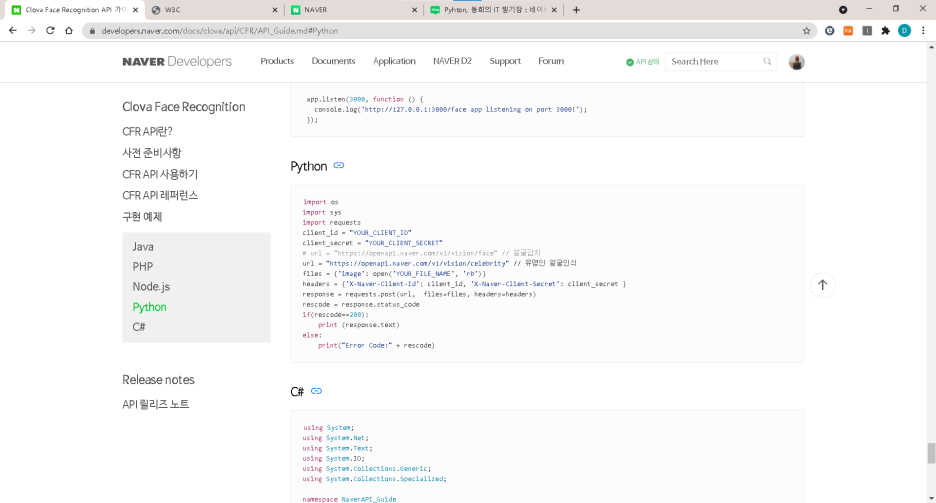 Clova Face Recognition API 가이
W3C
NAVER
Pyhton, 동희의 IT 일기장 : 네이
developers.naver.com/docs/clova/api/CFR/API_Guide.md#Python
NAVER Developers
Products
Documents
Application
NAVER D2
Support
Forum
API 상태
Search Here
Clova Face Recognition
CFR API란?
사전 준비사항
CFR API 사용하기
CFR API 레퍼런스
구현 예제
Java
PHP
Node.js
Python
C#
Release notes
API 릴리즈 노트
app.listen(3000, function () {
console.log('http://127.0.0.1:3000/face app listening on port 3000!');
});
Python
import os
import sys
import requests
client_id = "YOUR_CLIENT_ID"
client_secret = "YOUR_CLIENT_SECRET"
# url = "https://openapi.naver.com/v1/vision/face" // 얼굴감지
url = "https://openapi.naver.com/v1/vision/celebrity" // 유명인 얼굴인식
files = {'image': open('YOUR_FILE_NAME', 'rb')}
headers = {'X-Naver-Client-Id': client_id, 'X-Naver-Client-Secret': client_secret }
response = requests.post(url,  files=files, headers=headers)
rescode = response.status_code
if(rescode==200):
print (response.text)
else:
print("Error Code:" + rescode)
C#
using System;
using System.Net;
using System.Text;
using System.IO;
using System.Collections.Generic;
using System.Collections.Specialized;
namespace NaverAPI_Guide